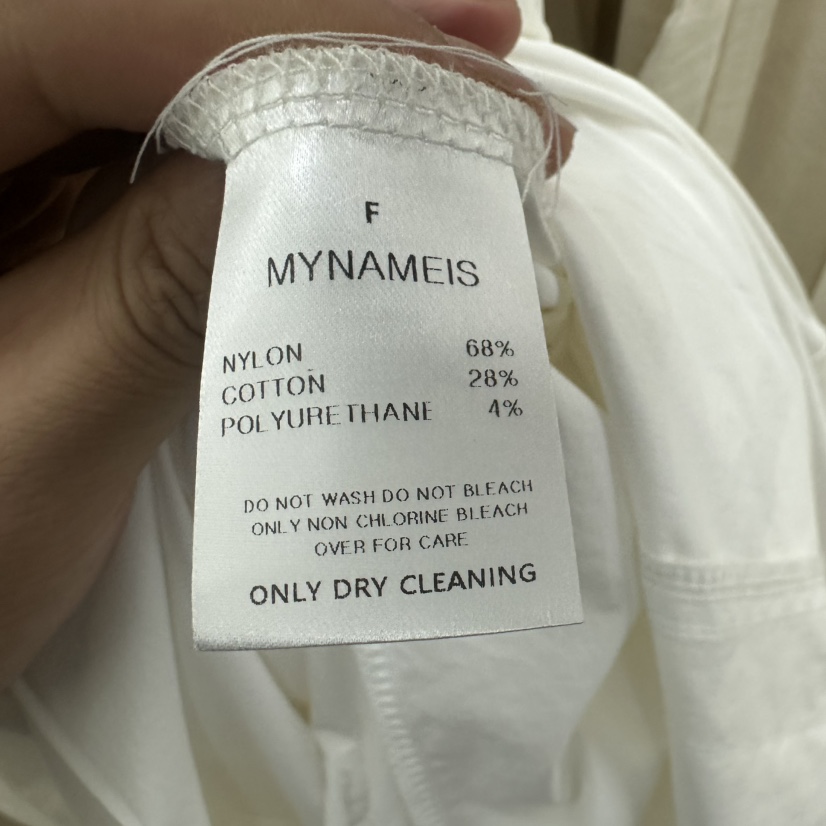 F
MYNAMEIS
NYLON 68%
COTTON 28%
POLYURETHANE 4%
DO NOT WASH DO NOT BLEACH
ONLY NON CHLORINE BLEACH
OVER FOR CARE
ONLY DRY CLEANING